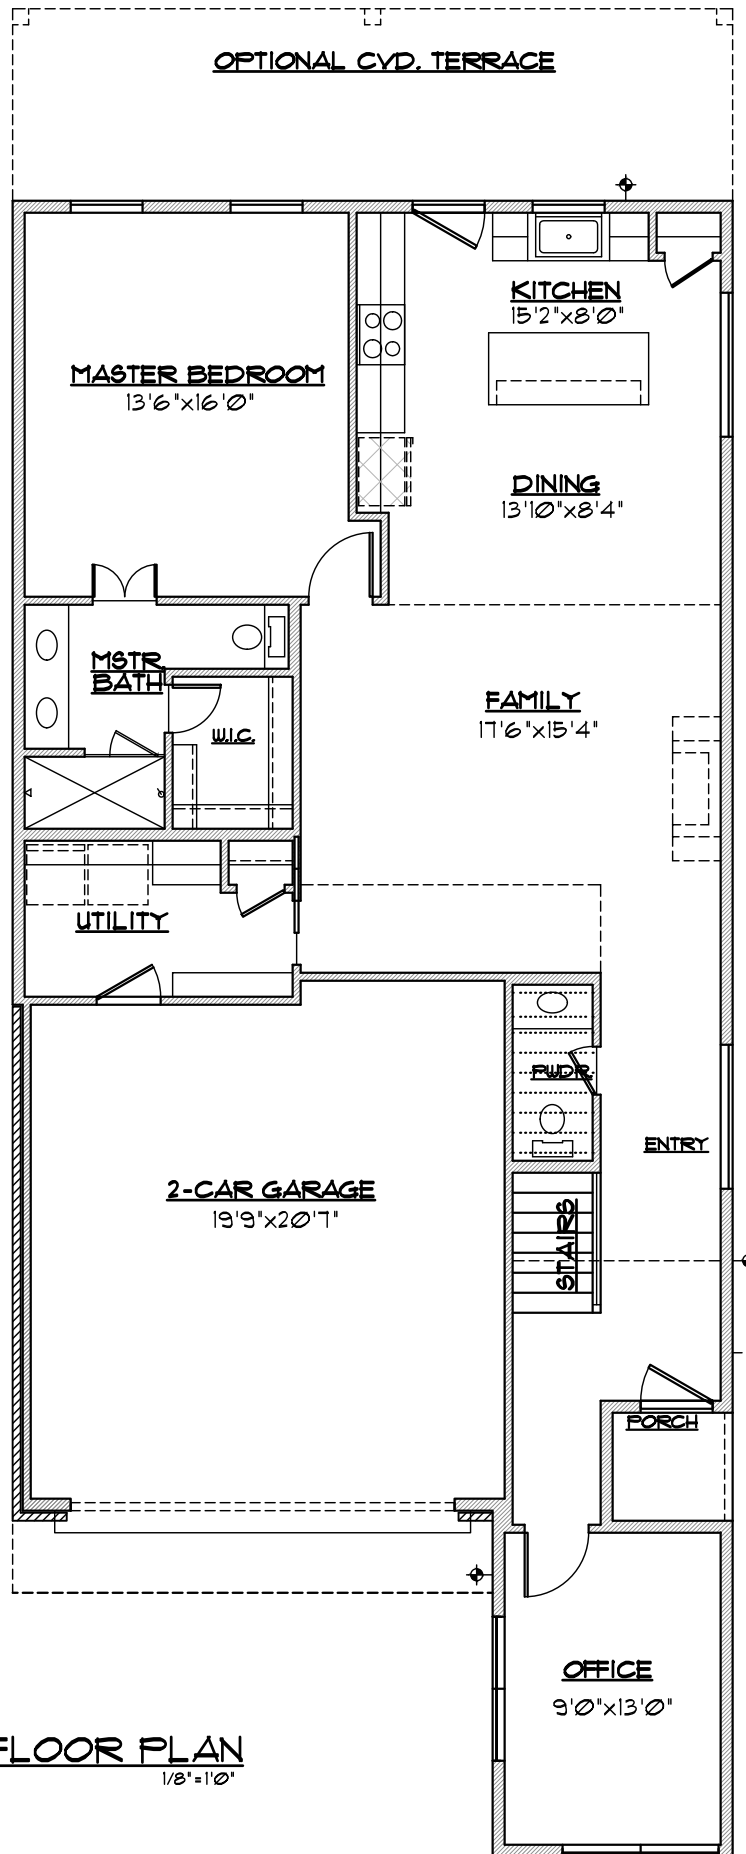 OPTIONAL CVD. TERRACE
KITCHEN
15'2"x8'0"
MASTER BEDROOM
13'6"x16'0"
DINING
13'10"x8'4"
MSTR.
BATH
W.I.C.
FAMILY
17'6"x15'4"
UTILITY
PWDR.
ENTRY
2-CAR GARAGE
19'9"x20'7"
STAIRS
PORCH
OFFICE
9'0"x13'0"
FLOOR PLAN
1/8"=1'0"